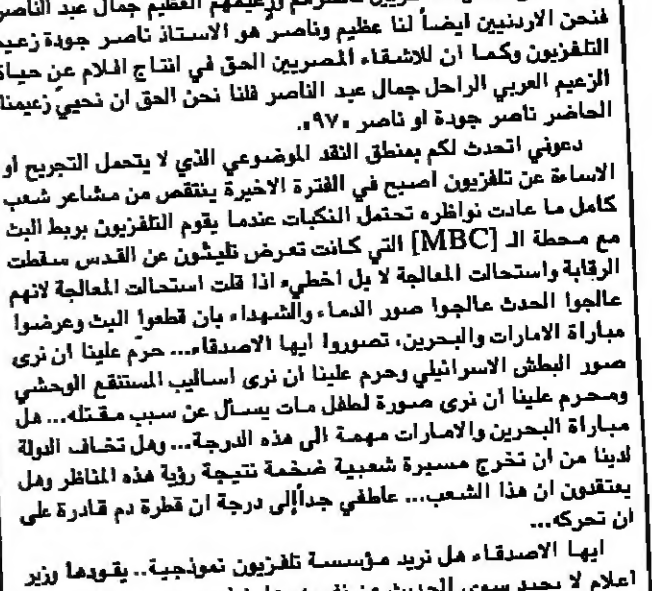 وزعيمهم العظيم جمال عبد الناصر
فنحن الاردنيين ايضاً لنا عظيم وناصر هو الاستاذ ناصر جودة زعيم
التلفزيون وكما ان للاشقاء المصريين الحق في انتاج افلام عن حياة
الزعيم العربي الراحل جمال عبد الناصر فلنا نحن الحق ان نحييّ زعيمنا
الحاضر ناصر جودة او ناصر «٩٧».
دعوني اتحدث لكم بمنطق النقد الموضوعي الذي لا يتحمل التجريح أو
الاساءة عن تلفزيون اصبح في الفترة الاخيرة ينتقص من مشاعر شعب
كامل ما عادت نواظره تحتمل النكبات عندما يقوم التلفزيون بربط البث
مع محطة الـ [MBC] التي كانت تعرض تليثون عن القدس سقطت
الرقابة واستحالت المعالجة لا بل اخطيء اذا قلت استحالت المعالجة لانهم
عالجوا الحدث عالجوا صور الدماء والشهداء بان قطعوا البث وعرضوا
مباراة الامارات والبحرين، تصوروا ايها الاصدقاء... حرّم علينا ان نرى
صور البطش الاسرائيلي وحرم علينا ان نرى اساليب المستنقع الوحشي
ومحرم علينا ان نرى صورة لطفل مات يسأل عن سبب مقتله... هل
مباراة البحرين والامارات مهمة الى هذه الدرجة... وهل تخاف الدولة
لدينا من ان تخرج مسيرة شعبية ضخمة نتيجة رؤية هذه المناظر وهل
يعتقدون ان هذا الشعب... عاطفي جداًإلى درجة ان قطرة دم قادرة على
ان تحركه...
ايها الاصدقاء هل نريد مؤسسة تلفزيون نموذجية.. يقودها وزير
اعلام لا يجيد سوى الحديث عن